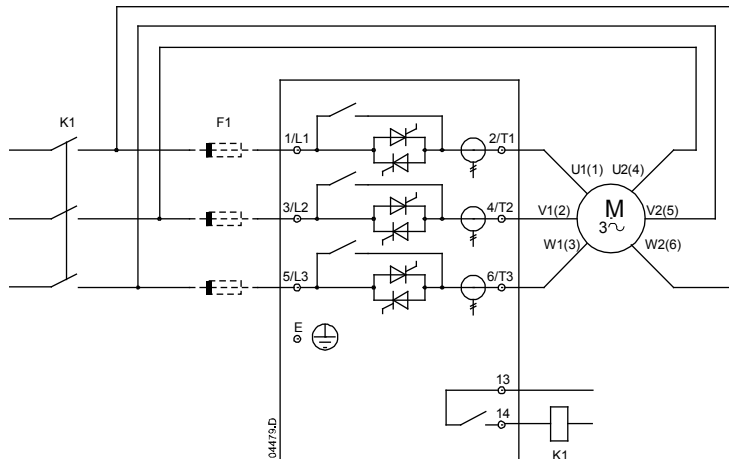 K1
F1
1/L1
2/T1
U1(1)
U2(4)
3/L2
4/T2
V1(2)
M
3
V2(5)
W1(3)
W2(6)
5/L3
6/T3
E
13
14
K1
04479.D